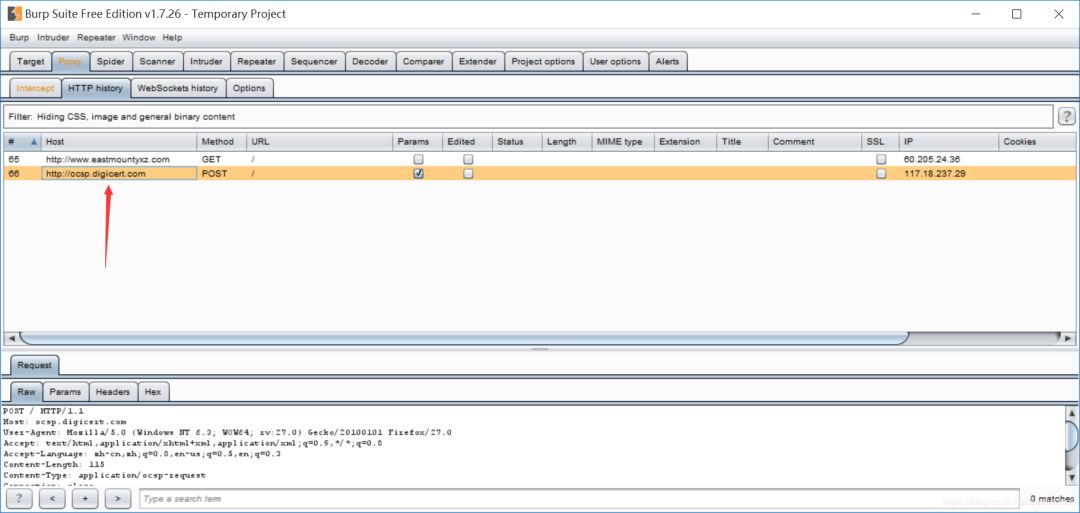 Burp Suite Free Edition v1.7.26 - Temporary Project
Burp Intruder Repeater Window Help
Target Proxy Spider Scanner Intruder Repeater Sequencer Decoder Comparer Extender Project options User options Alerts
Intercept HTTP history WebSockets history Options
Filter: Hiding CSS, image and general binary content ?
# Host Method URL Params Edited Status Length MIME type Extension Title Comment SSL IP Cookies
65 http://www.eastmountyxz.com GET / 60.205.24.36
66 http://ocsp.digicert.com POST / 117.18.237.29
Request
Raw Params Headers Hex
POST / HTTP/1.1
Host: ocsp.digicert.com
User-Agent: Mozilla/5.0 (Windows NT 6.3; WOW64; rv:27.0) Gecko/20100101 Firefox/27.0
Accept: text/html,application/xhtml+xml,application/xml;q=0.9,*/*;q=0.8
Accept-Language: zh-cn,zh;q=0.8,en-us;q=0.5,en;q=0.3
Content-Length: 115
Content-Type: application/ocsp-request
Connection: close
? < + > Type a search term 0 matches